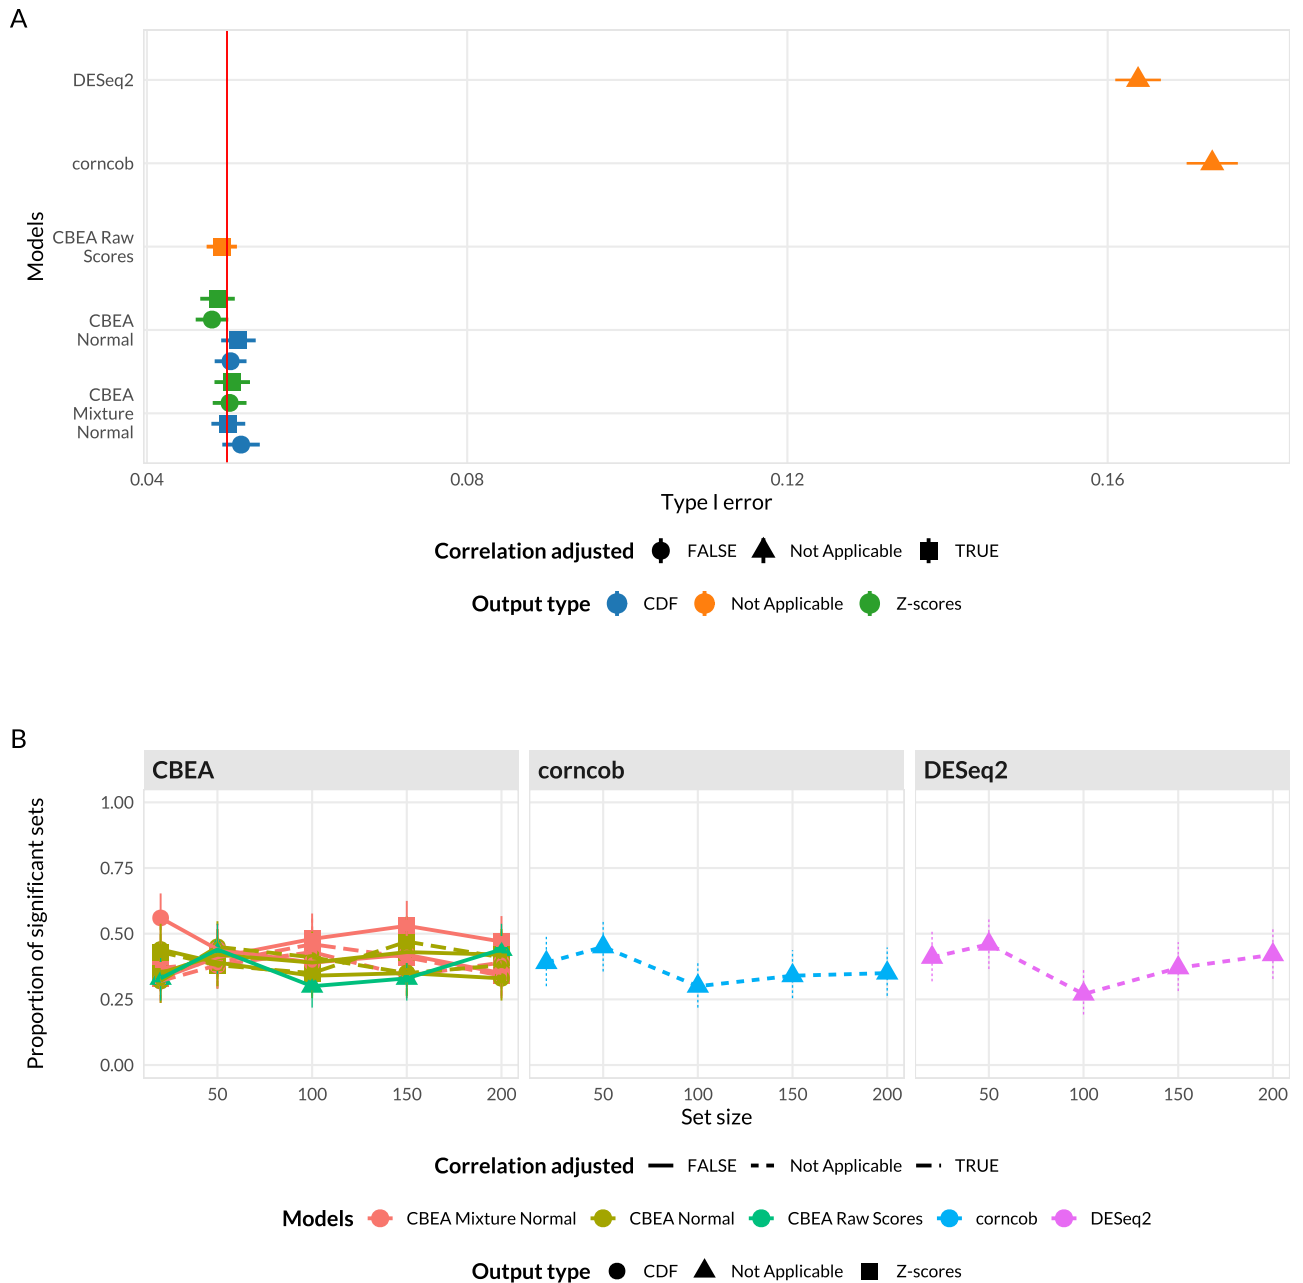 A
DESeq2
corncob
CBEA Raw
Scores
CBEA
Normal
CBEA
Mixture
Normal
Models
0.04 0.08 0.12 0.16
Type I error
Correlation adjusted FALSE Not Applicable TRUE
Output type CDF Not Applicable Z-scores
B
CBEA corncob DESeq2
Proportion of significant sets
1.00
0.75
0.50
0.25
0.00
50 100 150 200 50 100 150 200 50 100 150 200
Set size
Correlation adjusted FALSE Not Applicable TRUE
Models CBEA Mixture Normal CBEA Normal CBEA Raw Scores corncob DESeq2
Output type CDF Not Applicable Z-scores